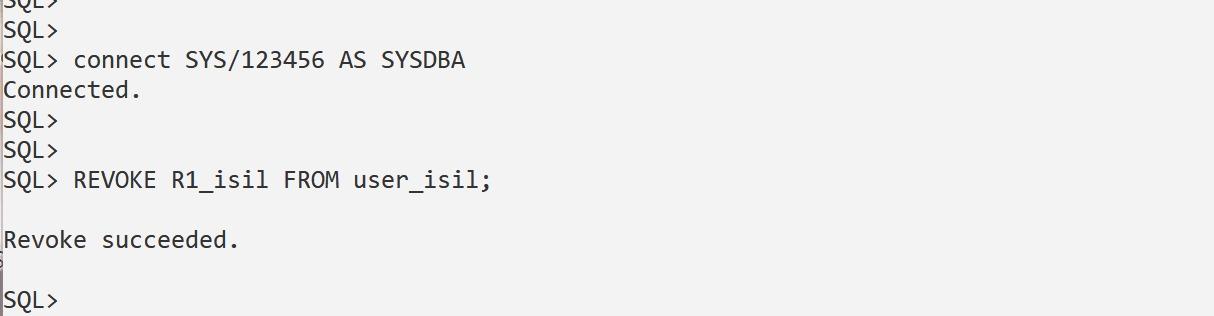 SQL>
SQL>
SQL> connect SYS/123456 AS SYSDBA
Connected.
SQL>
SQL>
SQL> REVOKE R1_isil FROM user_isil;
Revoke succeeded.
SQL>